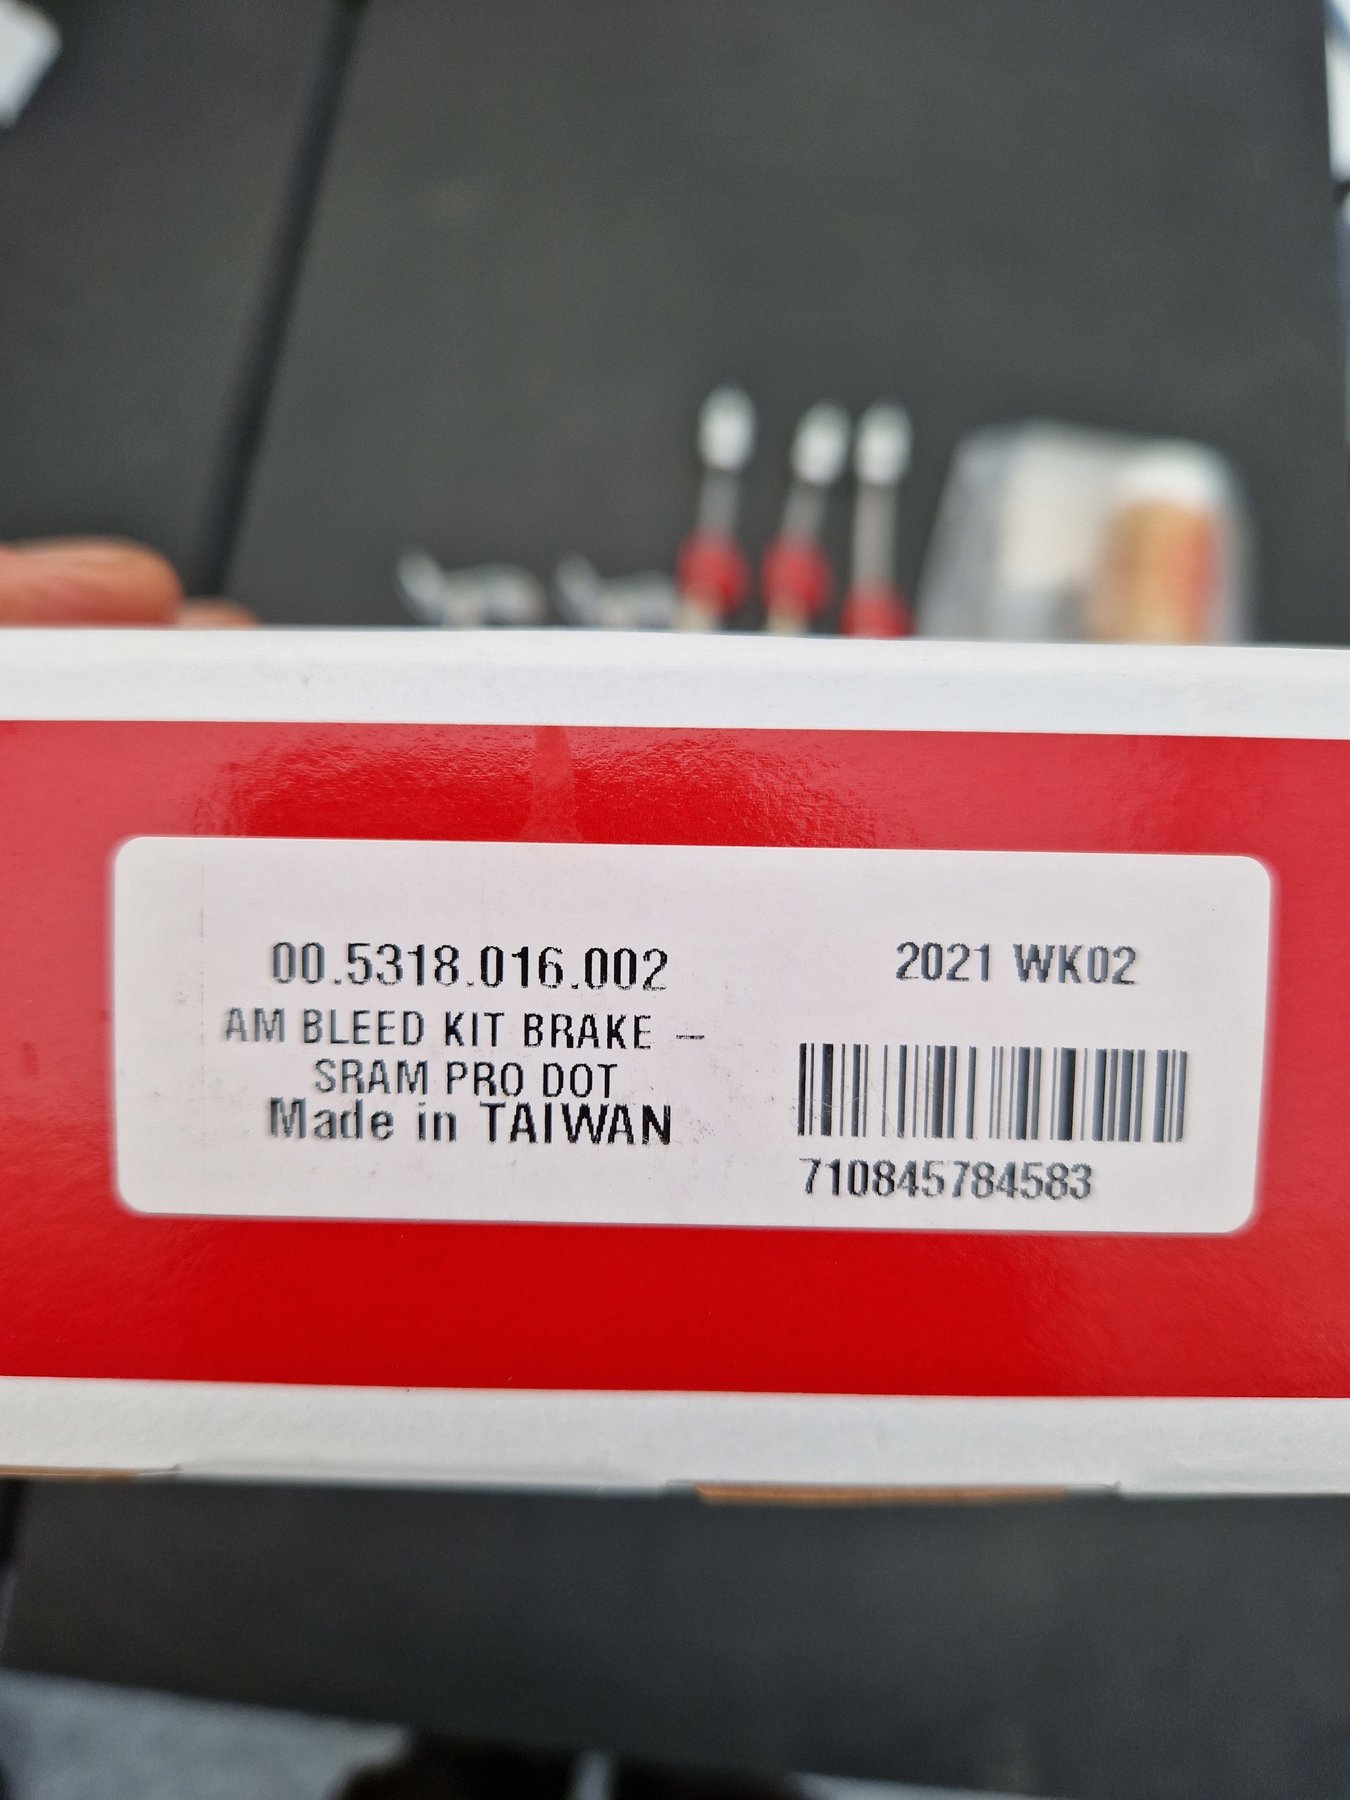 00.5318.016.002
AM BLEED KIT BRAKE –
SRAM PRO DOT
Made in TAIWAN
2021 WK02
710845784583